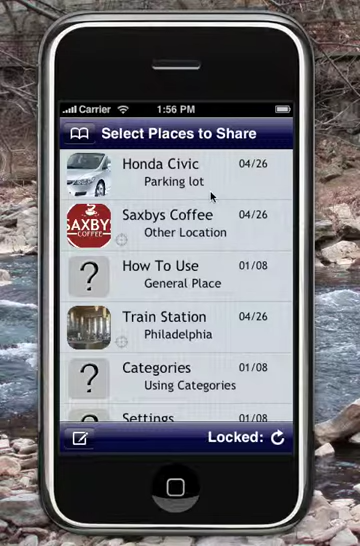 Carrier 1:56 PM
Select Places to Share
Honda Civic 04/26
Parking lot
SAXBYS
COFFEE
Saxbys Coffee 04/26
Other Location
? How To Use 01/08
General Place
Train Station 04/26
Philadelphia
? Categories 01/08
Using Categories
? Settings 01/08
Locked: